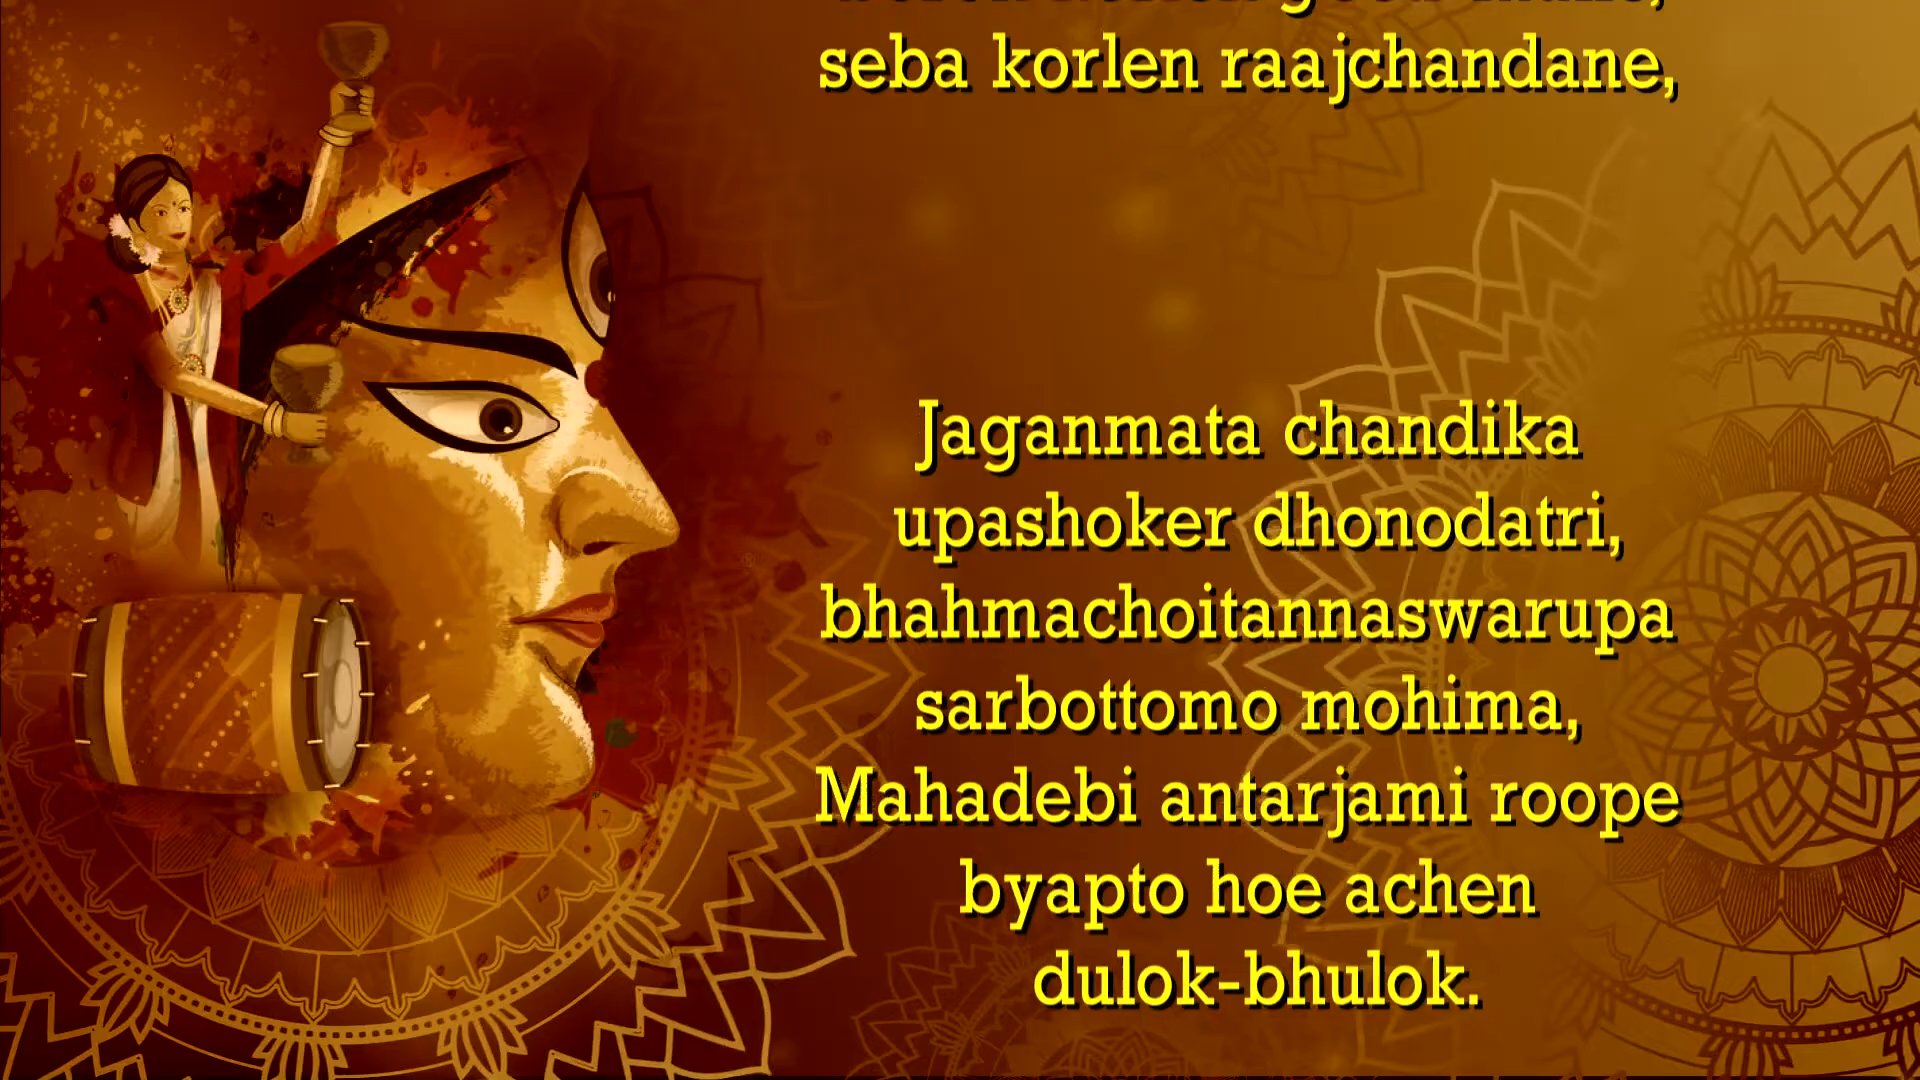 seba korlen raajchandane,
Jaganmata chandika
upashoker dhonodatri,
bhahmachoitannaswarupa
sarbottomo mohima,
Mahadebi antarjami roope
byapto hoe achen
dulok-bhulok.